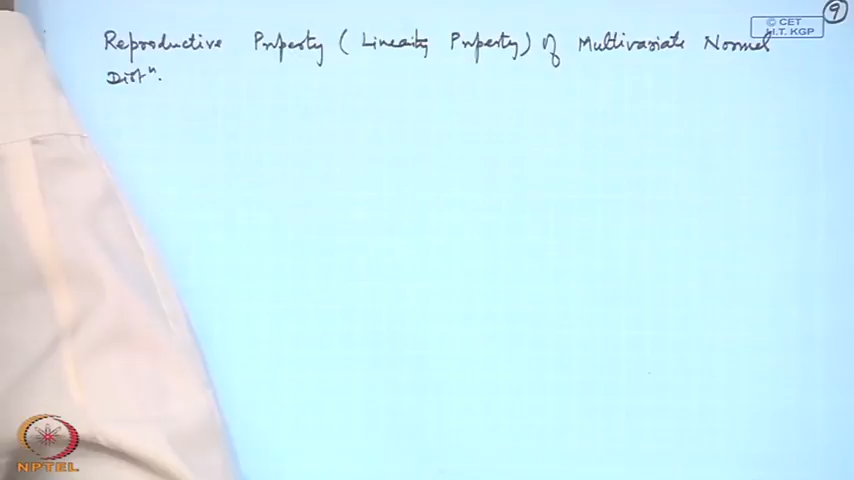 9
© CET
I.I.T. KGP
Reproductive Property (Linearity Property) of Multivariate Normal
Distⁿ.
NPTEL